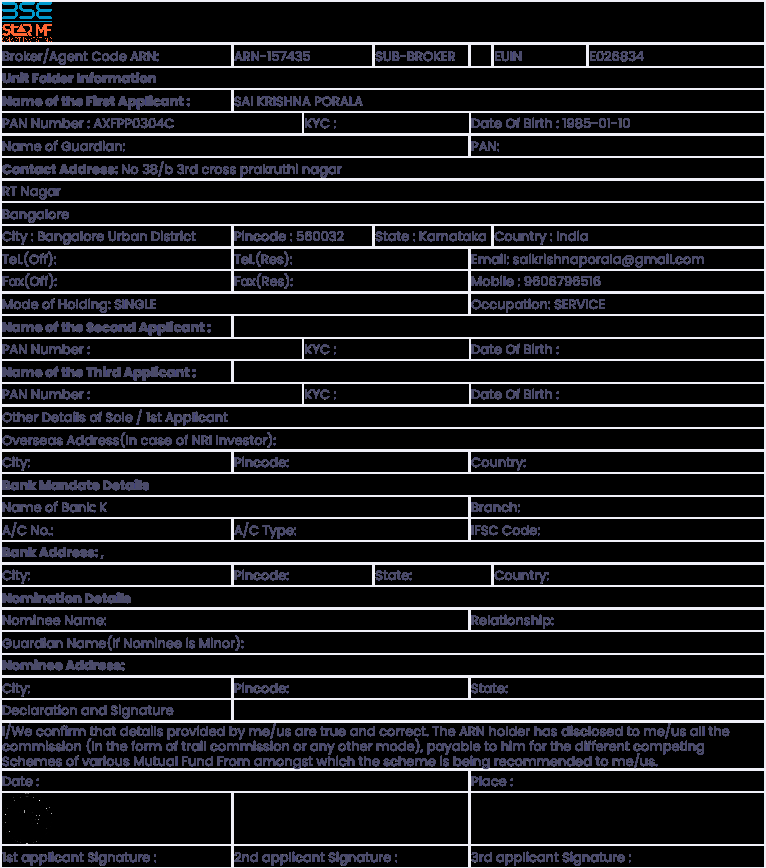 BSE
STAR MF
Broker/Agent Code ARN: ARN-157435 SUB-BROKER EUIN E026834
Unit Folder Information
Name of the First Applicant : SAI KRISHNA PORALA
PAN Number : AXFPP0304C KYC : Date Of Birth : 1985-01-10
Name of Guardian: PAN:
Contact Address: No 38/b 3rd cross prakruthi nagar
RT Nagar
Bangalore
City : Bangalore Urban District Pincode : 560032 State : Karnataka Country : India
Tel.(Off): Tel.(Res): Email: saikrishnaporala@gmail.com
Fax(Off): Fax(Res): Mobile : 9606796516
Mode of Holding: SINGLE Occupation: SERVICE
Name of the Second Applicant :
PAN Number : KYC : Date Of Birth :
Name of the Third Applicant :
PAN Number : KYC : Date Of Birth :
Other Details of Sole / 1st Applicant
Overseas Address(In case of NRI Investor):
City: Pincode: Country:
Bank Mandate Details
Name of Bank: K Branch:
A/C No.: A/C Type: IFSC Code:
Bank Address: ,
City: Pincode: State: Country:
Nomination Details
Nominee Name: Relationship:
Guardian Name(If Nominee is Minor):
Nominee Address:
City: Pincode: State:
Declaration and Signature
I/We confirm that details provided by me/us are true and correct. The ARN holder has disclosed to me/us all the
commission (In the form of trail commission or any other mode), payable to him for the different competing
Schemes of various Mutual Fund From amongst which the scheme is being recommended to me/us.
Date : Place :
1st applicant Signature : 2nd applicant Signature : 3rd applicant Signature :